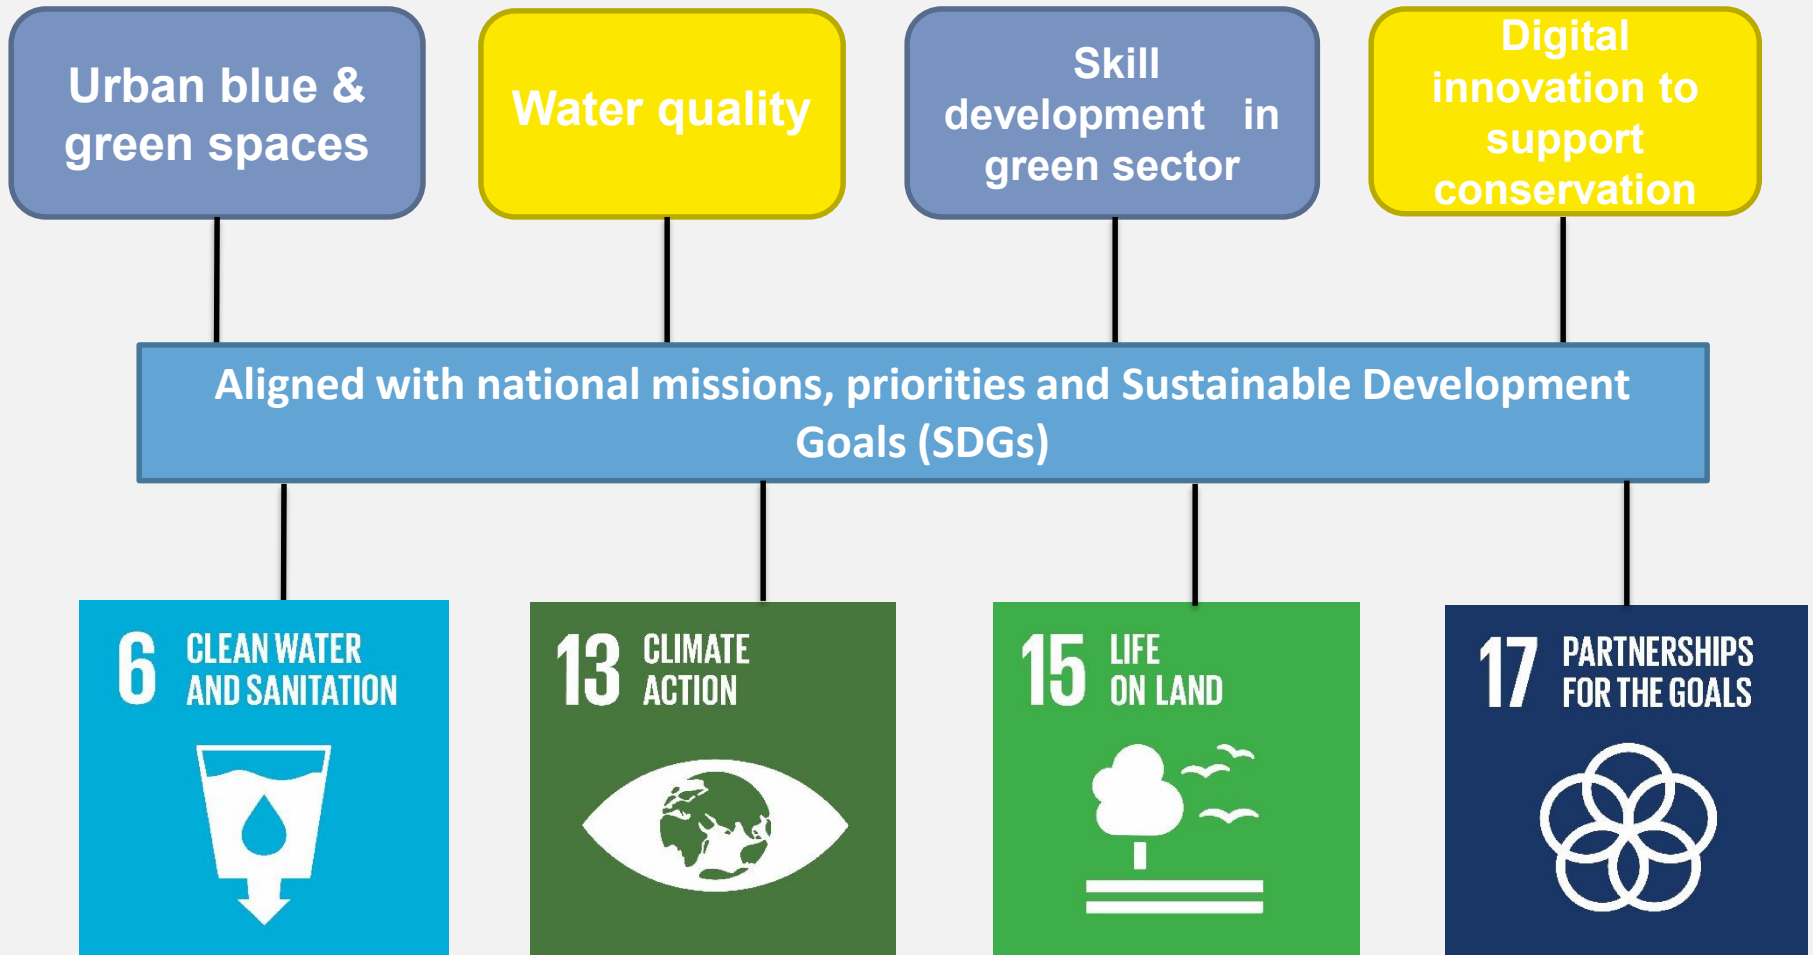 Urban blue &
green spaces
Water quality
Skill
development in
green sector
Digital
innovation to
support
conservation
Aligned with national missions, priorities and Sustainable Development
Goals (SDGs)
6 CLEAN WATER
AND SANITATION
13 CLIMATE
ACTION
15 LIFE
ON LAND
17 PARTNERSHIPS
FOR THE GOALS